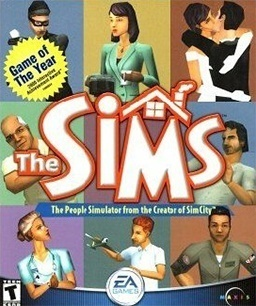 Game of
The Year
The SIMS
The People Simulator from the Creator of SimCity
T
EA
GAMES
MAXIS